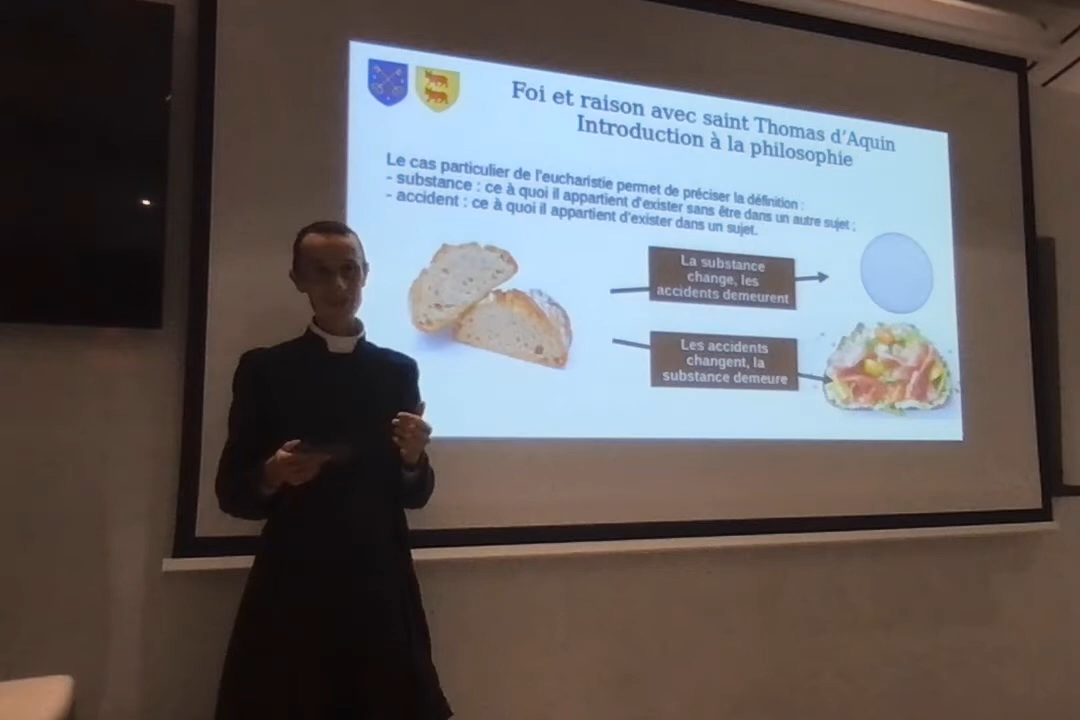 Foi et raison avec saint Thomas d'Aquin
Introduction à la philosophie
Le cas particulier de l'eucharistie permet de préciser la définition :
- substance : ce à quoi il appartient d'exister sans être dans un autre sujet ;
- accident : ce à quoi il appartient d'exister dans un sujet.
La substance
change, les
accidents demeurent
Les accidents
changent, la
substance demeure